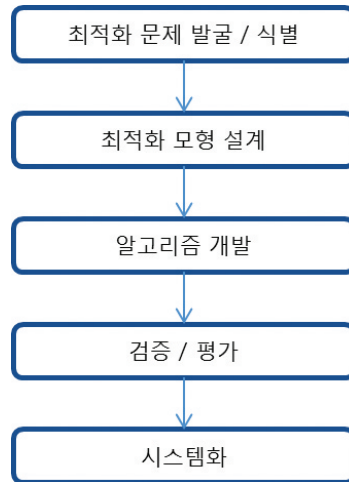 최적화 문제 발굴 / 식별
최적화 모형 설계
알고리즘 개발
검증 / 평가
시스템화